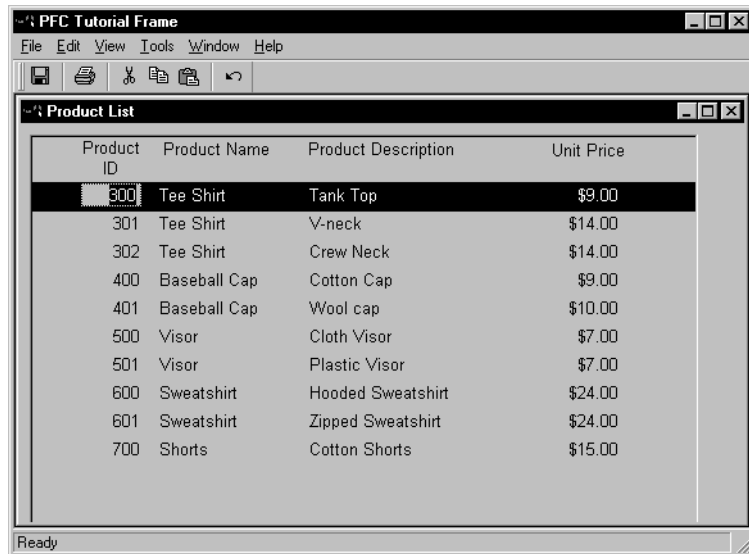 PFC Tutorial Frame
File Edit View Tools Window Help
Product List
Product ID Product Name Product Description Unit Price
300 Tee Shirt Tank Top $9.00
301 Tee Shirt V-neck $14.00
302 Tee Shirt Crew Neck $14.00
400 Baseball Cap Cotton Cap $9.00
401 Baseball Cap Wool cap $10.00
500 Visor Cloth Visor $7.00
501 Visor Plastic Visor $7.00
600 Sweatshirt Hooded Sweatshirt $24.00
601 Sweatshirt Zipped Sweatshirt $24.00
700 Shorts Cotton Shorts $15.00
Ready